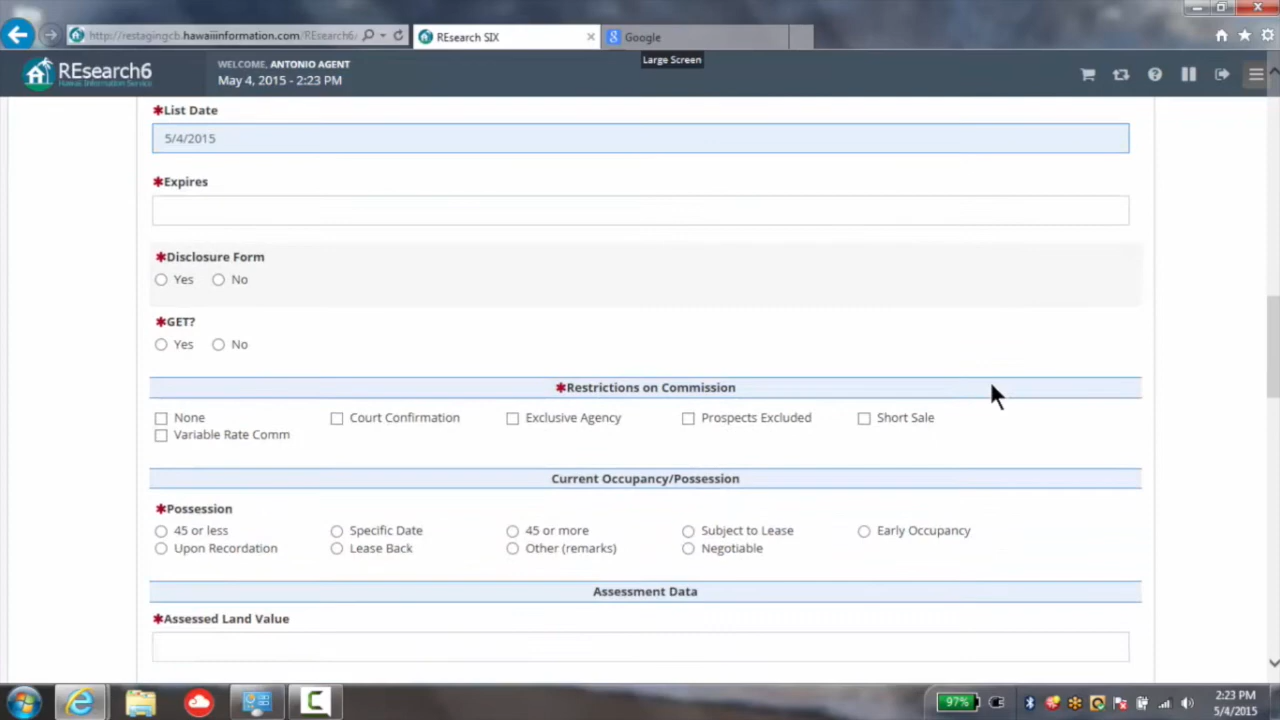 http://restagingcb.hawaiiinformation.com/REsearch6/
REsearch SIX
Google
Large Screen
REsearch6
Hawaii Information Service
WELCOME, ANTONIO AGENT
May 4, 2015 - 2:23 PM
*List Date
5/4/2015
*Expires
*Disclosure Form
Yes No
*GET?
Yes No
*Restrictions on Commission
None Court Confirmation Exclusive Agency Prospects Excluded Short Sale
Variable Rate Comm
Current Occupancy/Possession
*Possession
45 or less Specific Date 45 or more Subject to Lease Early Occupancy
Upon Recordation Lease Back Other (remarks) Negotiable
Assessment Data
*Assessed Land Value
97%
2:23 PM
5/4/2015